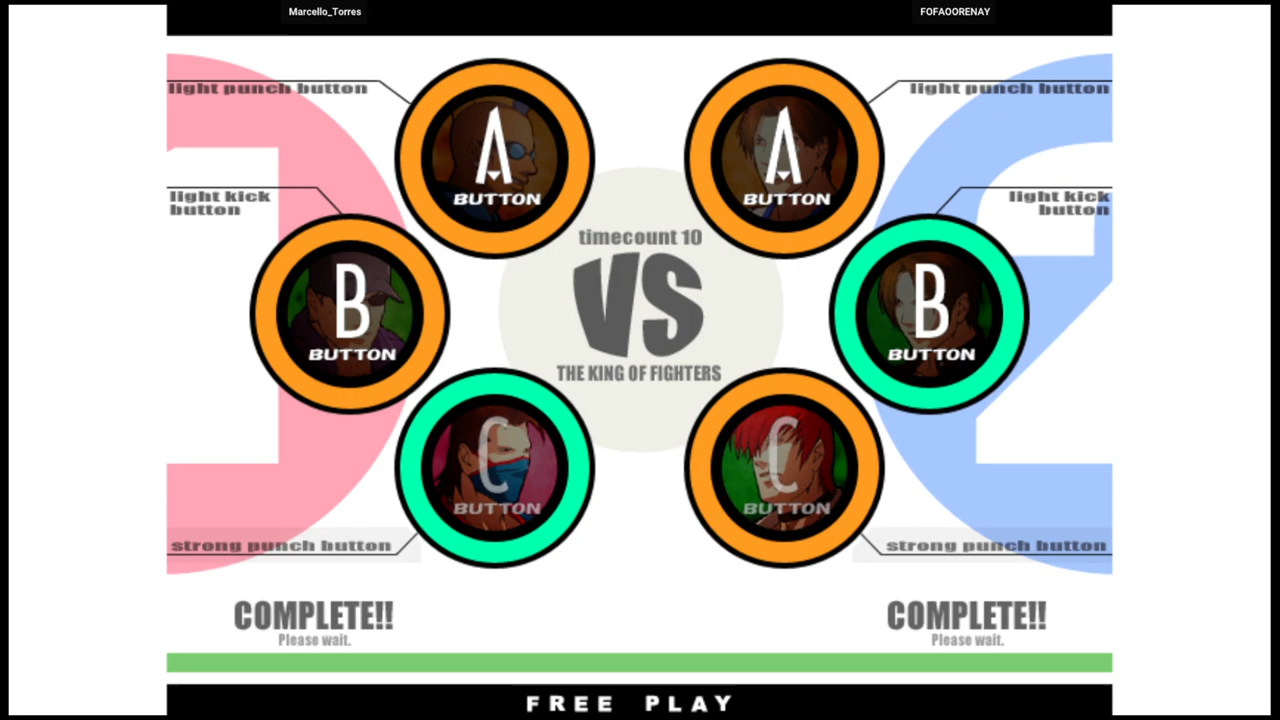 Marcello_Torres
FOFAOORENAY
light punch button
A
BUTTON
A
BUTTON
light punch button
light kick
button
B
BUTTON
timecount 10
VS
THE KING OF FIGHTERS
light kick
button
B
BUTTON
C
BUTTON
C
BUTTON
strong punch button
strong punch button
COMPLETE!!
Please wait.
COMPLETE!!
Please wait.
FREE PLAY